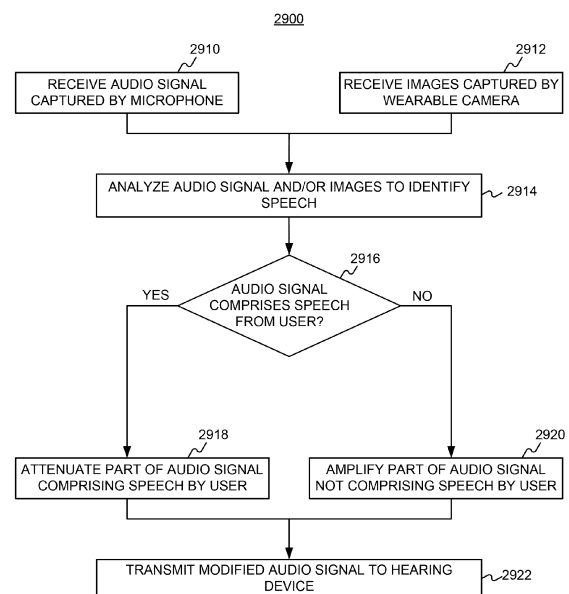 2900
2910
2912
RECEIVE AUDIO SIGNAL
CAPTURED BY MICROPHONE
RECEIVE IMAGES CAPTURED BY
WEARABLE CAMERA
ANALYZE AUDIO SIGNAL AND/OR IMAGES TO IDENTIFY
SPEECH
2914
2916
AUDIO SIGNAL
COMPRISES SPEECH
FROM USER?
YES
NO
2918
2920
ATTENUATE PART OF AUDIO SIGNAL
COMPRISING SPEECH BY USER
AMPLIFY PART OF AUDIO SIGNAL
NOT COMPRISING SPEECH BY USER
TRANSMIT MODIFIED AUDIO SIGNAL TO HEARING
DEVICE
2922